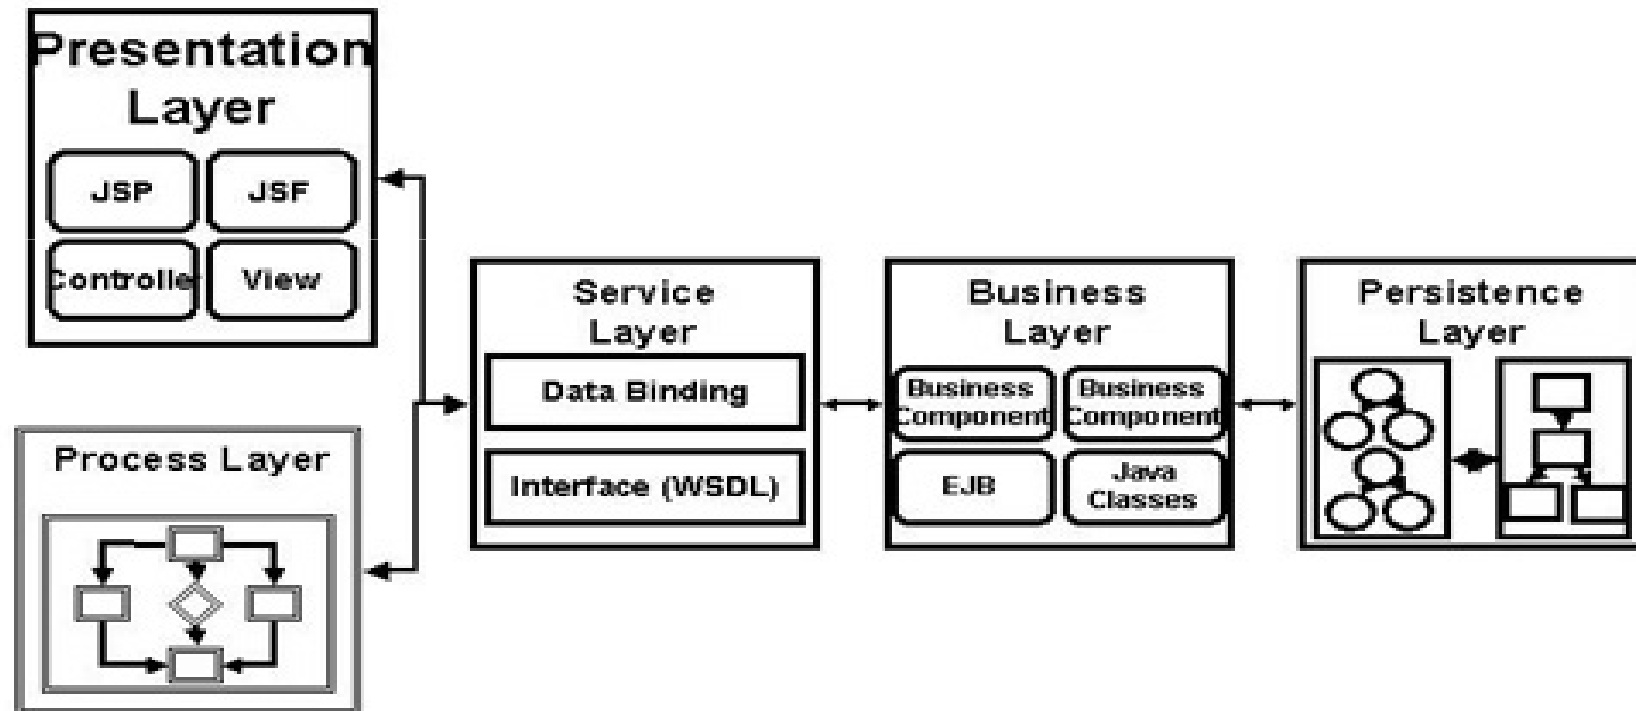 Presentation
Layer
JSP
JSF
Controller
View
Process Layer
Service
Layer
Data Binding
Interface (WSDL)
Business
Layer
Business
Component
Business
Component
EJB
Java
Classes
Persistence
Layer